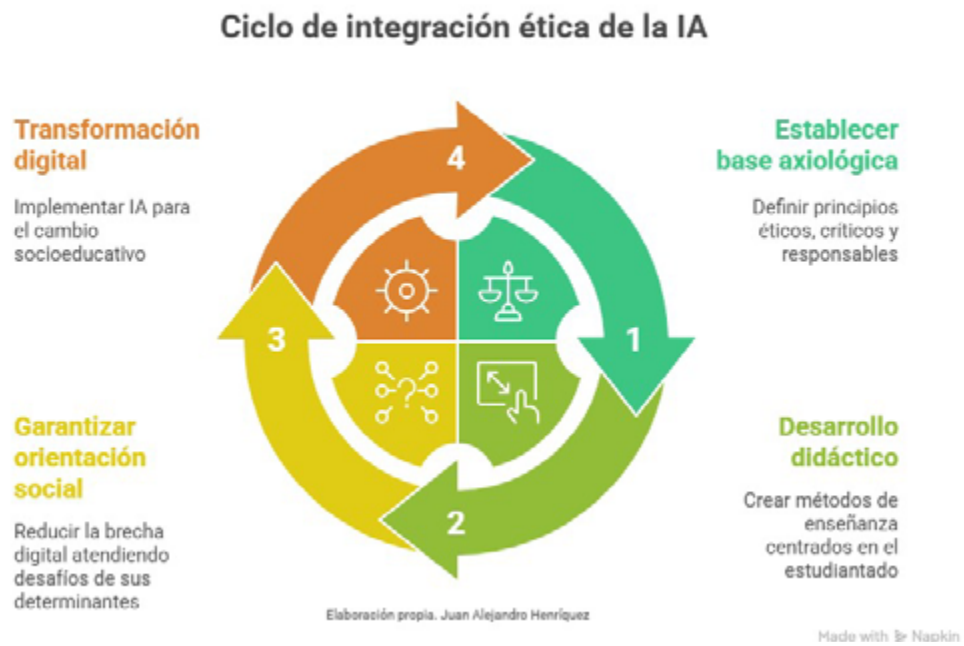 Ciclo de integración ética de la IA
Transformación
digital
Implementar IA para
el cambio
socioeducativo
4
Establecer
base axiológica
Definir principios
éticos, críticos y
responsables
3
1
Garantizar
orientación
social
Reducir la brecha
digital atendiendo
desafíos de sus
determinantes
2
Desarrollo
didáctico
Crear métodos de
enseñanza
centrados en el
estudiantado
?
Elaboración propia. Juan Alejandro Henríquez
Made with Napkin